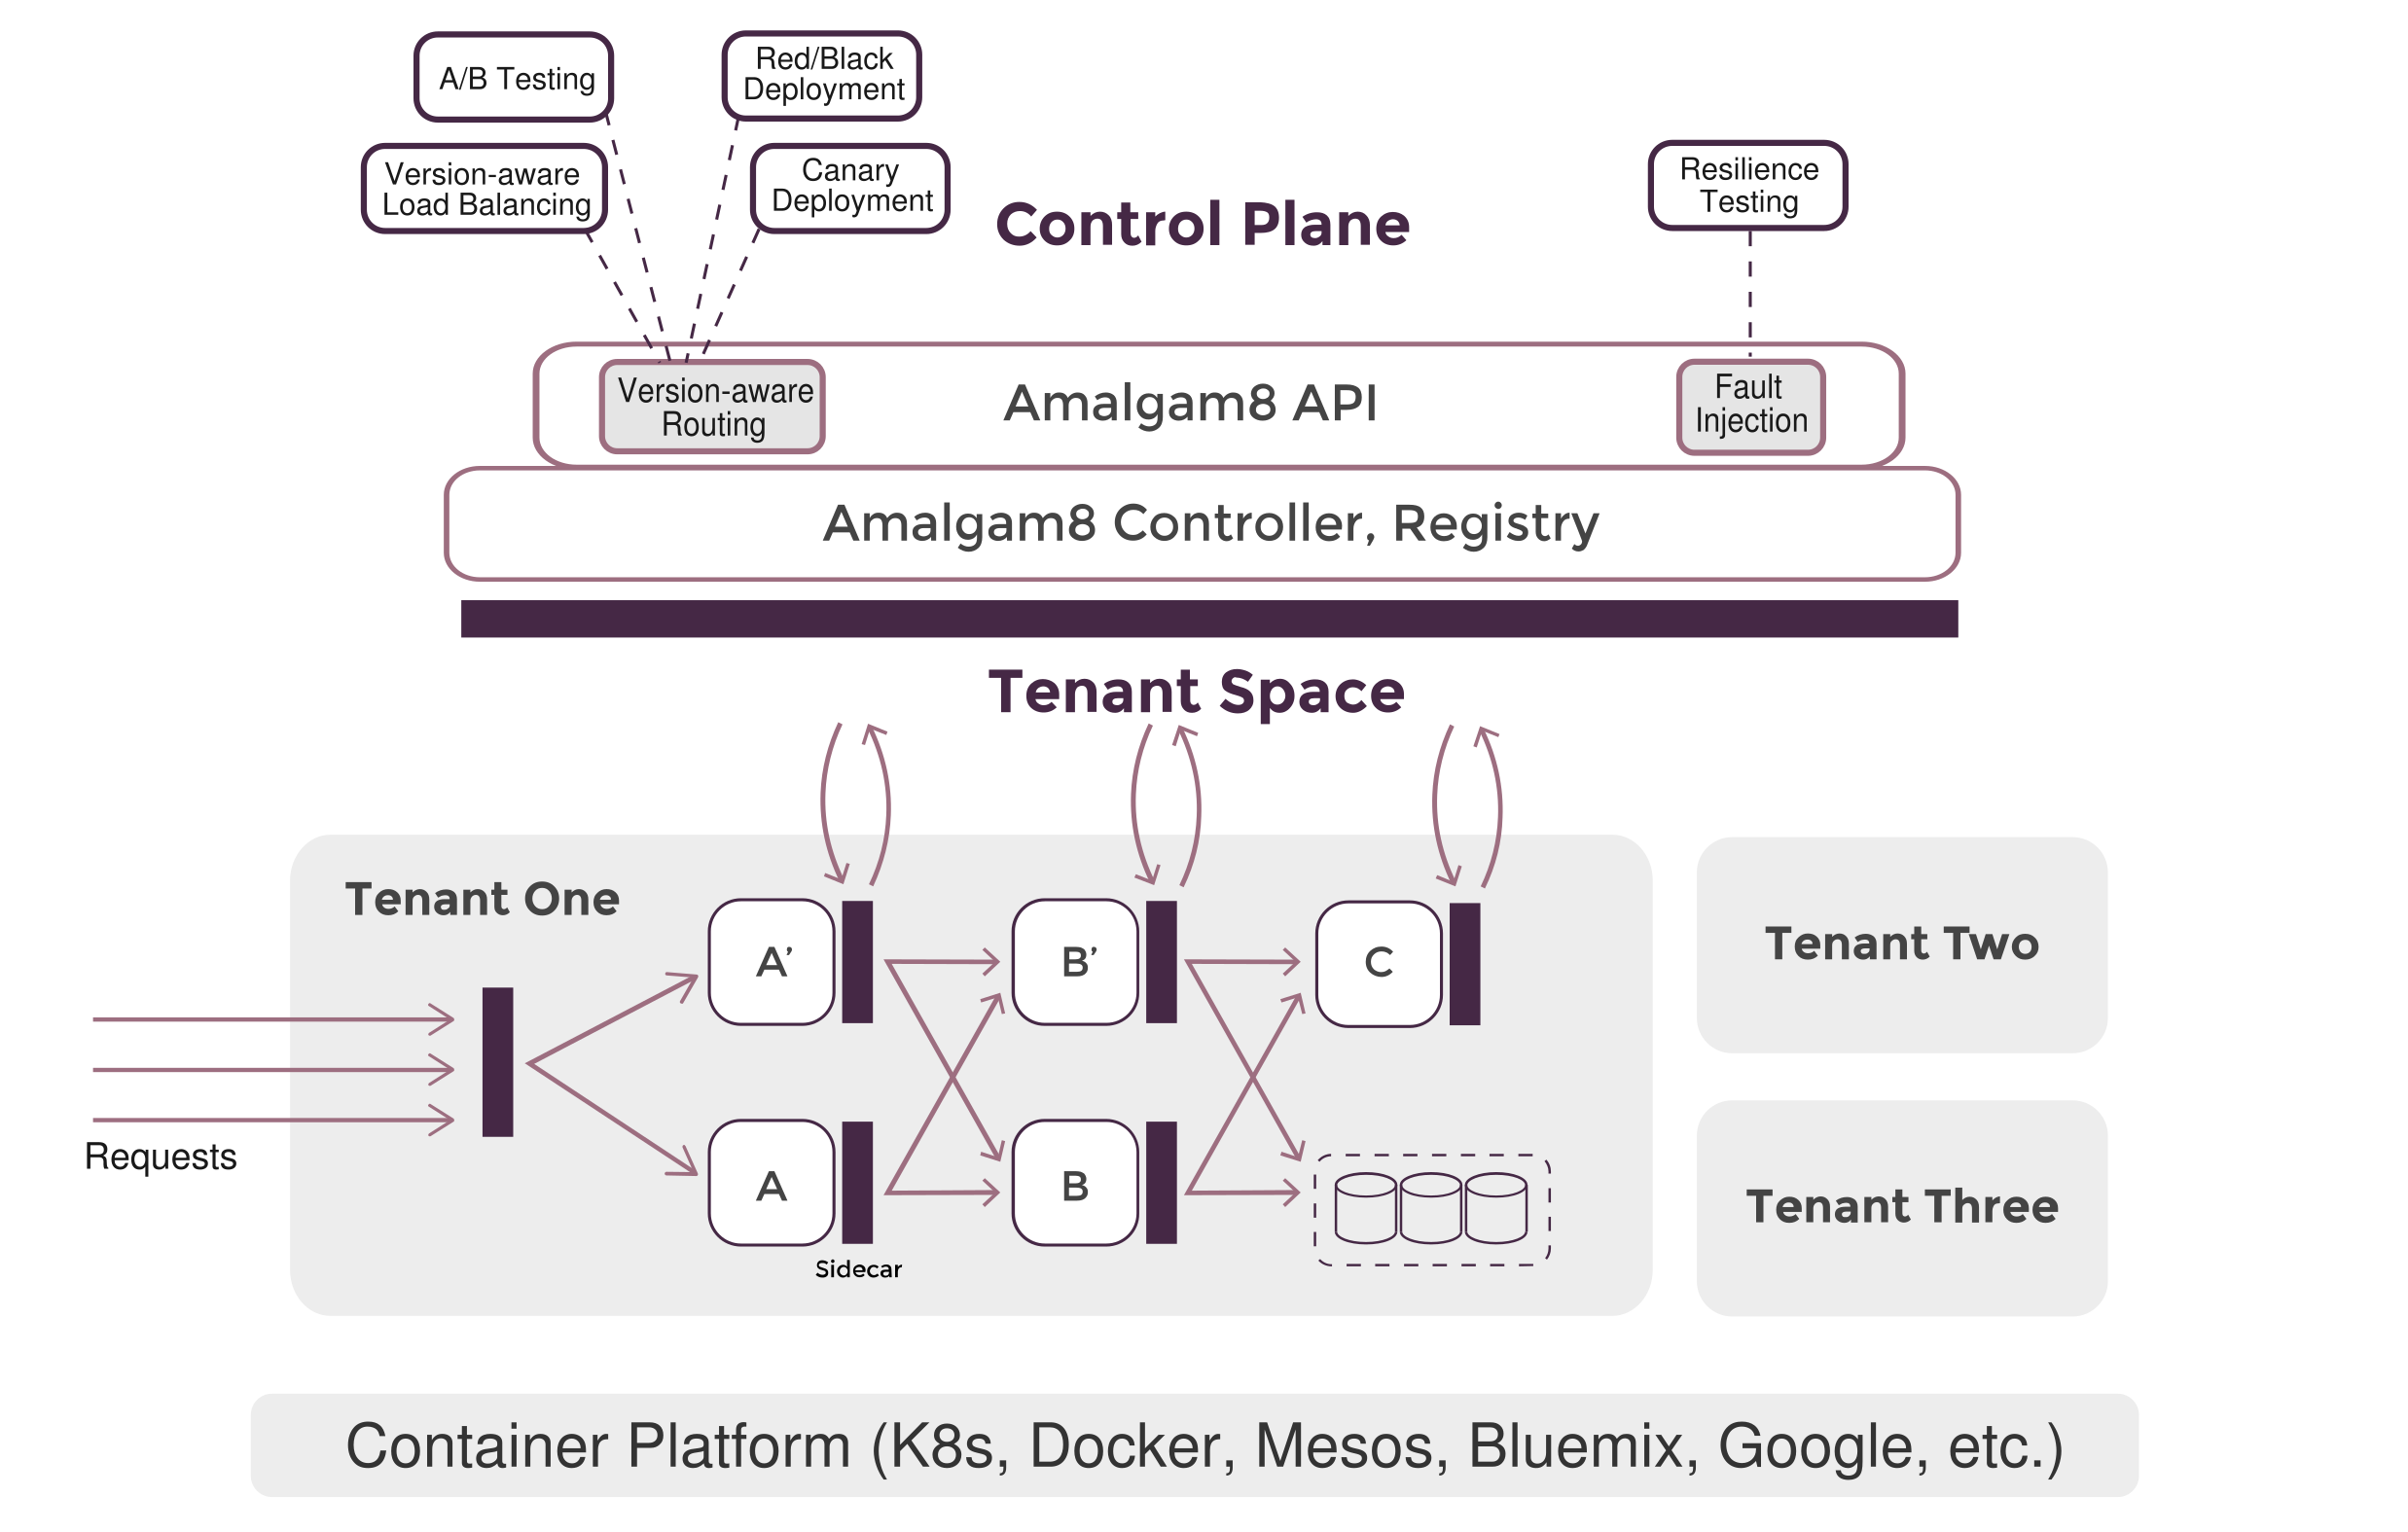 A/B Testing
Red/Black
Deployment
Version-aware
Load Balancing
Canary
Deployment
Resilience
Testing
Control Plane
Version-aware
Routing
Amalgam8 API
Fault
Injection
Amalgam8 Controller, Registry
Tenant Space
Tenant One
A’
B’
C
Tenant Two
Requests
A
B
Sidecar
Tenant Three
Container Platform (K8s, Docker, Mesos, Bluemix, Google, etc.)